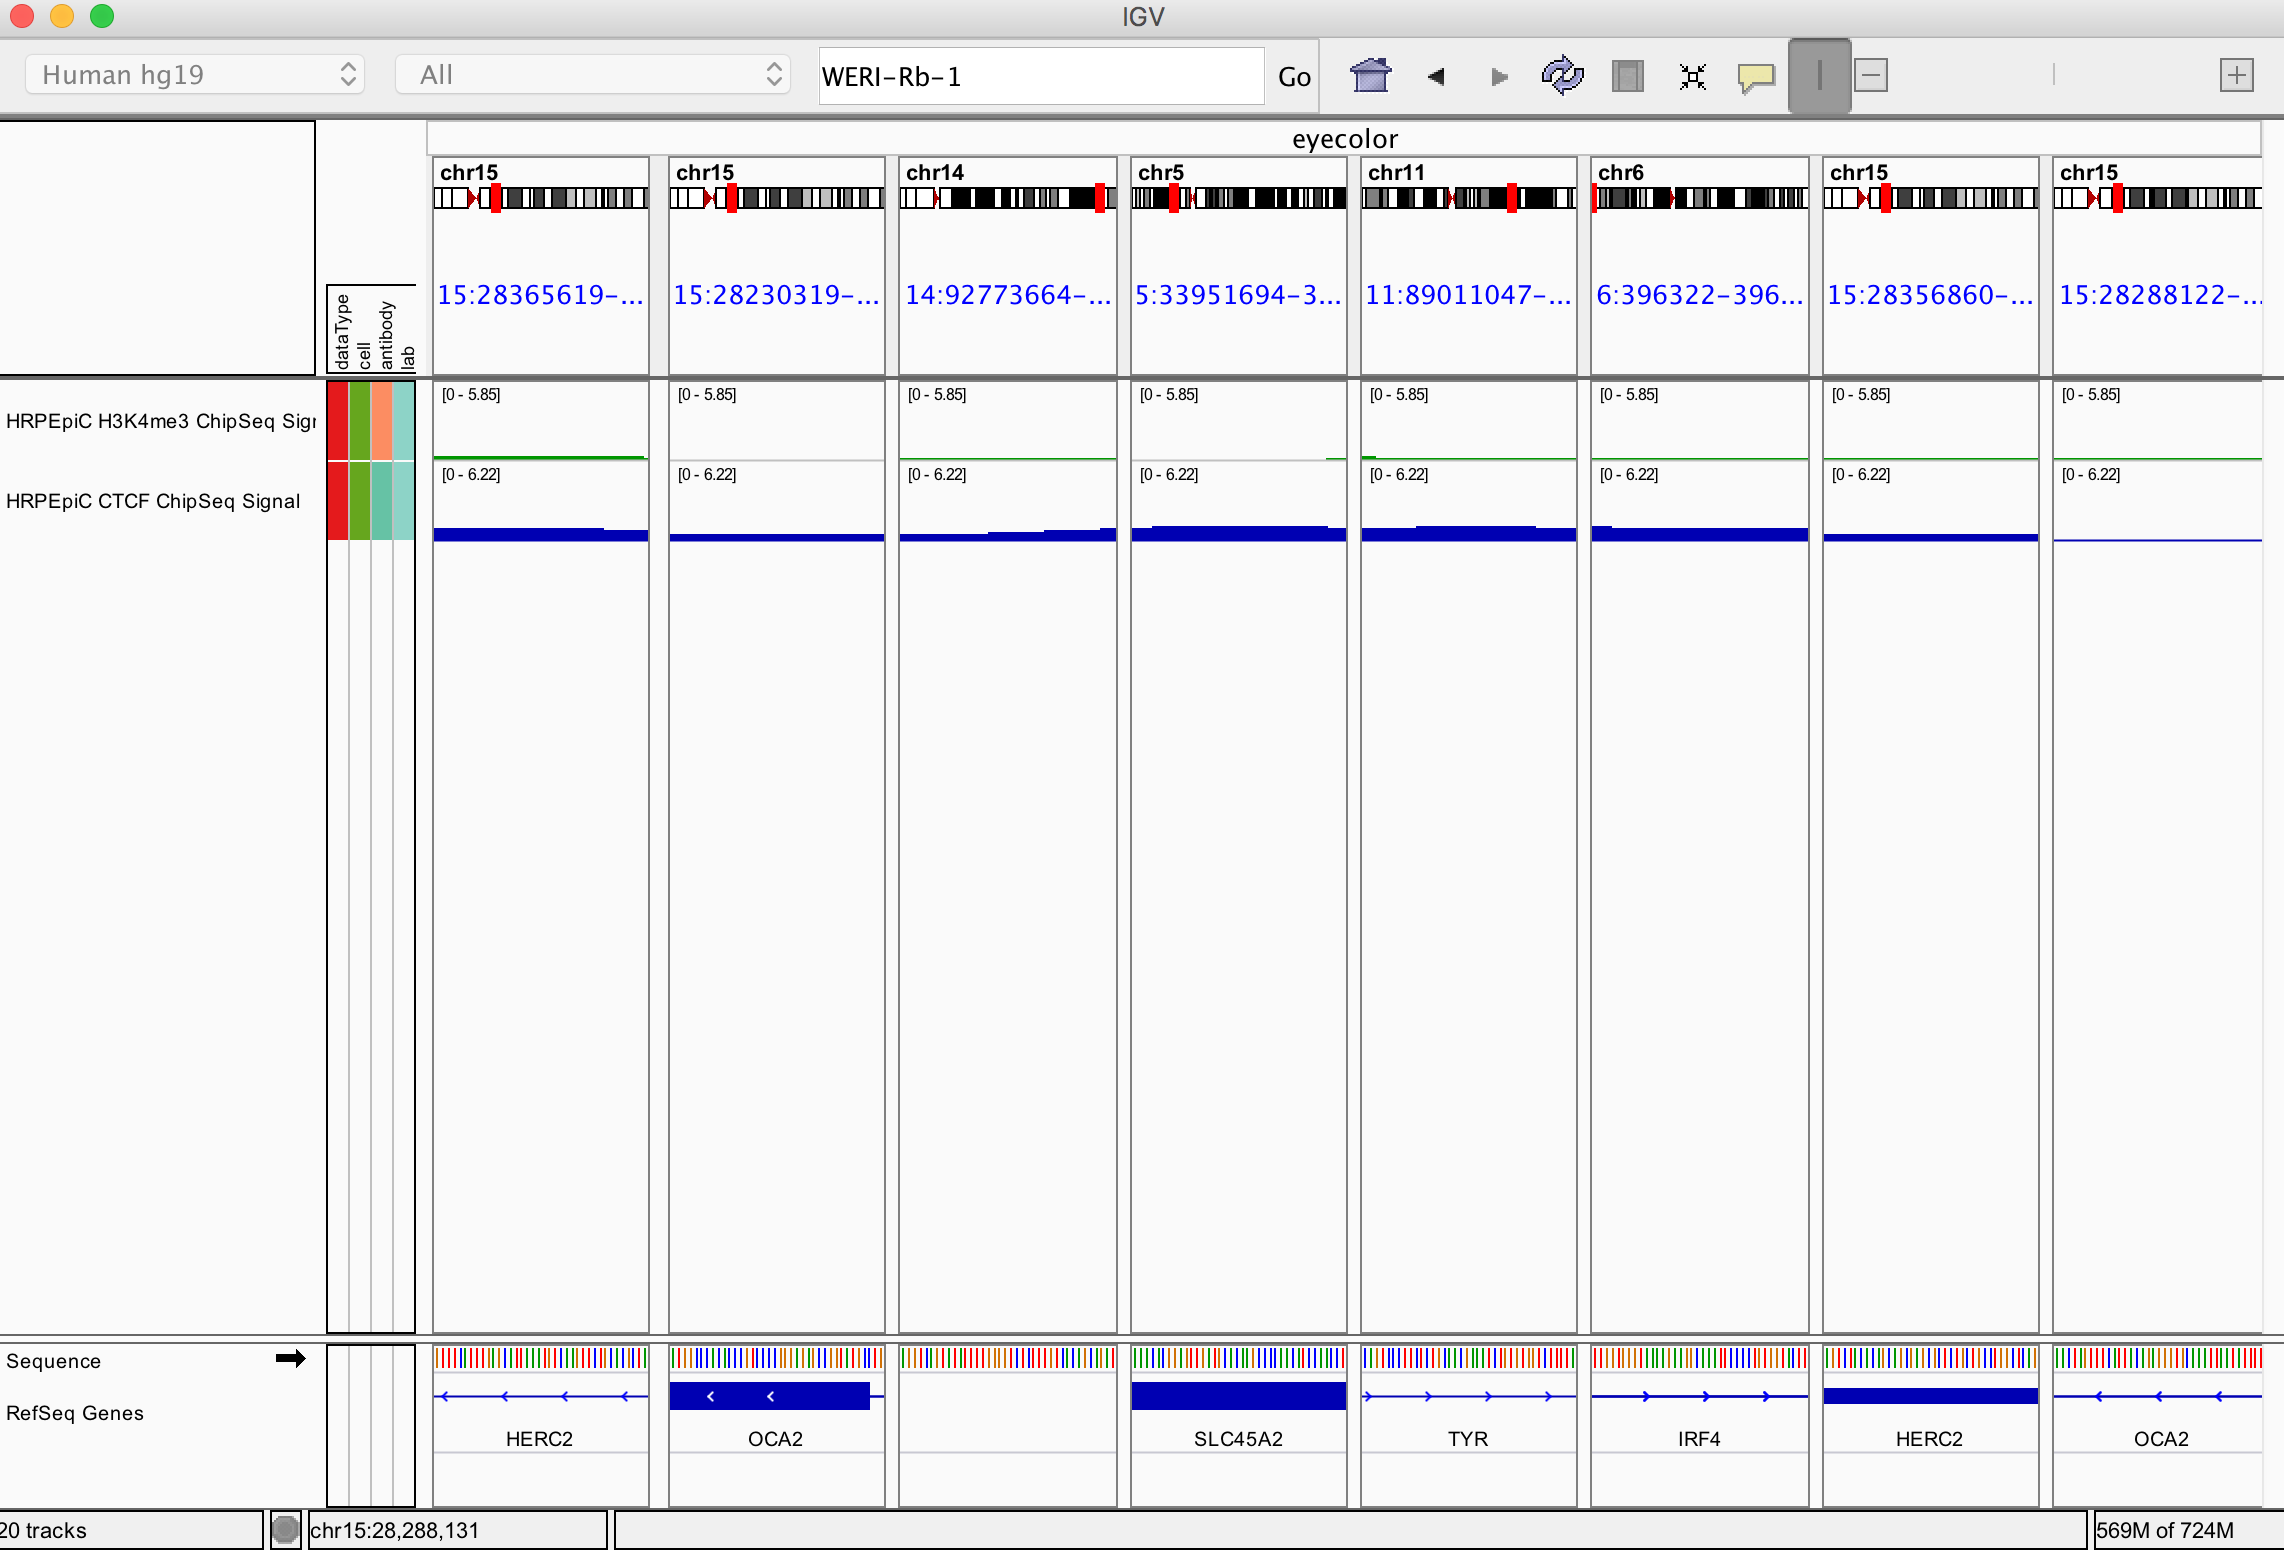 IGV
Human hg19
All
WERI-Rb-1
Go
eyecolor
chr15
chr15
chr14
chr5
chr11
chr6
chr15
chr15
15:28365619-...
15:28230319-...
14:92773664-...
5:33951694-3...
11:89011047-...
6:396322-396...
15:28356860-...
15:28288122-...
dataType
cell
antibody
lab
HRPEpiC H3K4me3 ChipSeq Sigr
[0 - 5.85]
[0 - 5.85]
[0 - 5.85]
[0 - 5.85]
[0 - 5.85]
[0 - 5.85]
[0 - 5.85]
[0 - 5.85]
HRPEpiC CTCF ChipSeq Signal
[0 - 6.22]
[0 - 6.22]
[0 - 6.22]
[0 - 6.22]
[0 - 6.22]
[0 - 6.22]
[0 - 6.22]
[0 - 6.22]
Sequence
RefSeq Genes
HERC2
OCA2
SLC45A2
TYR
IRF4
HERC2
OCA2
20 tracks
chr15:28,288,131
569M of 724M